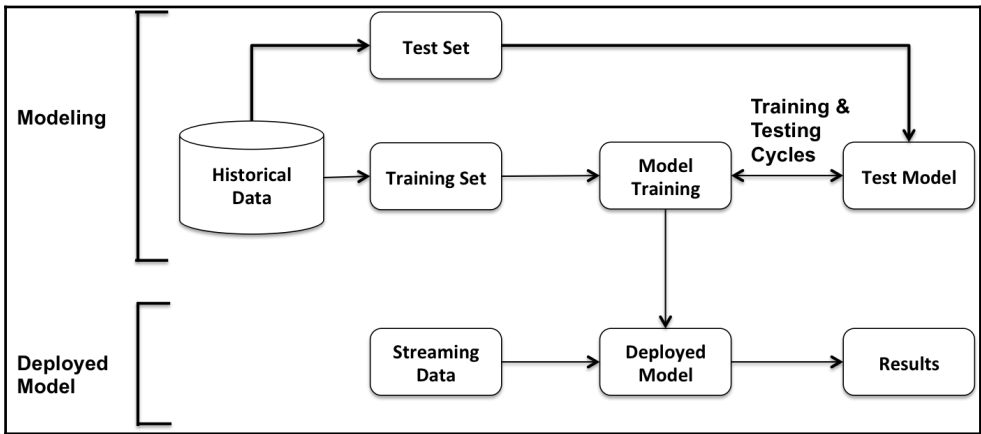 Test Set
Modeling
Training &
Testing
Cycles
Historical
Data
Training Set
Model
Training
Test Model
Deployed
Model
Streaming
Data
Deployed
Model
Results